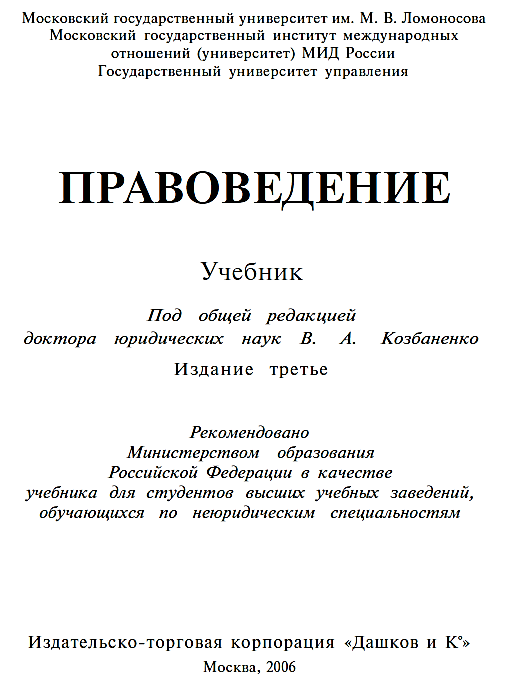 Московский государственный университет им. М. В. Ломоносова
Московский государственный институт международных
отношений (университет) МИД России
Государственный университет управления
ПРАВОВЕДЕНИЕ
Учебник
Под общей редакцией
доктора юридических наук В. А. Козбаненко
Издание третье
Рекомендовано
Министерством образования
Российской Федерации в качестве
учебника для студентов высших учебных заведений,
обучающихся по неюридическим специальностям
Издательско-торговая корпорация «Дашков и К°»
Москва, 2006